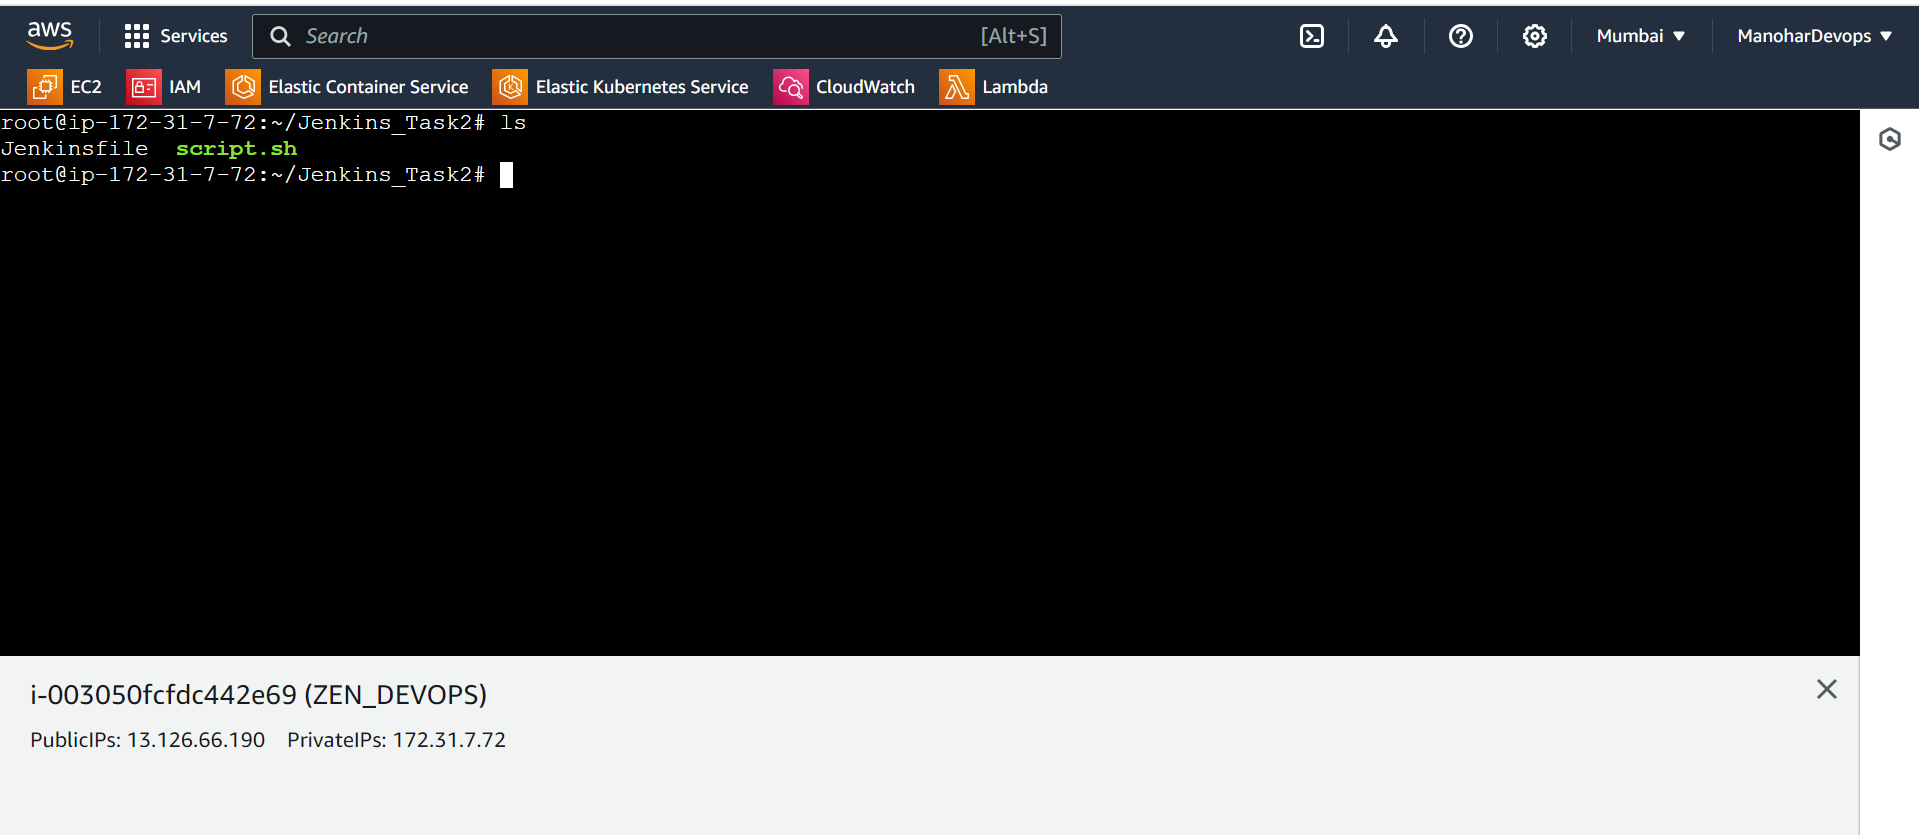 aws Services Search [Alt+S] Mumbai ManoharDevops
EC2 IAM Elastic Container Service Elastic Kubernetes Service CloudWatch Lambda
root@ip-172-31-7-72:~/Jenkins_Task2# ls
Jenkinsfile script.sh
root@ip-172-31-7-72:~/Jenkins_Task2#
i-003050fcfdc442e69 (ZEN_DEVOPS)
PublicIPs: 13.126.66.190 PrivateIPs: 172.31.7.72